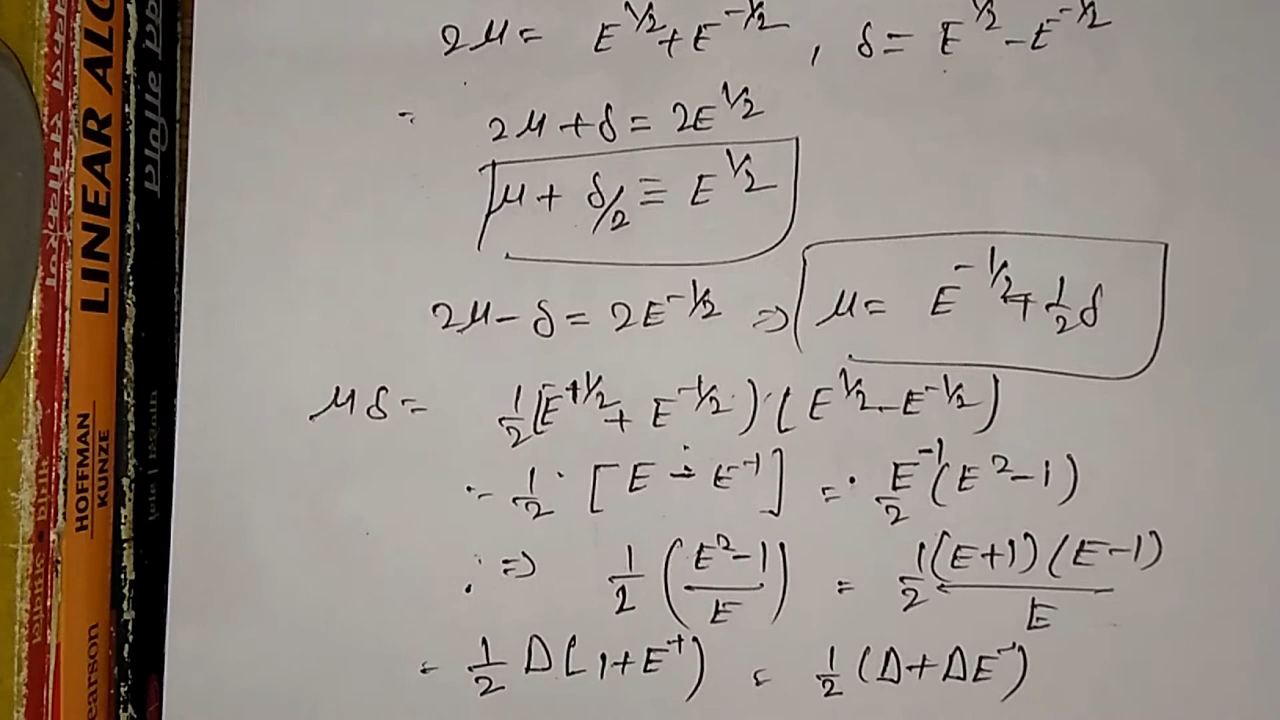 2μ = E^{1/2} + E^{-1/2}, δ = E^{1/2} - E^{-1/2}
2μ + δ = 2E^{1/2}
μ + δ/2 ≡ E^{1/2}
2μ - δ = 2E^{-1/2} ⇒ μ = E^{-1/2} + 1/2 δ
μδ = 1/2 (E^{+1/2} + E^{-1/2}) · (E^{1/2} - E^{-1/2})
1/2 · [E - E^{-1}] = E^{-1}/2 (E^2 - 1)
⇒ 1/2 ((E^2 - 1)/E) = 1/2 (E+1)(E-1)/E
= 1/2 Δ(1 + E^{-1}) = 1/2 (Δ + ΔE^{-1})
LINEAR ALG
HOFFMAN
KUNZE
earson
गणित